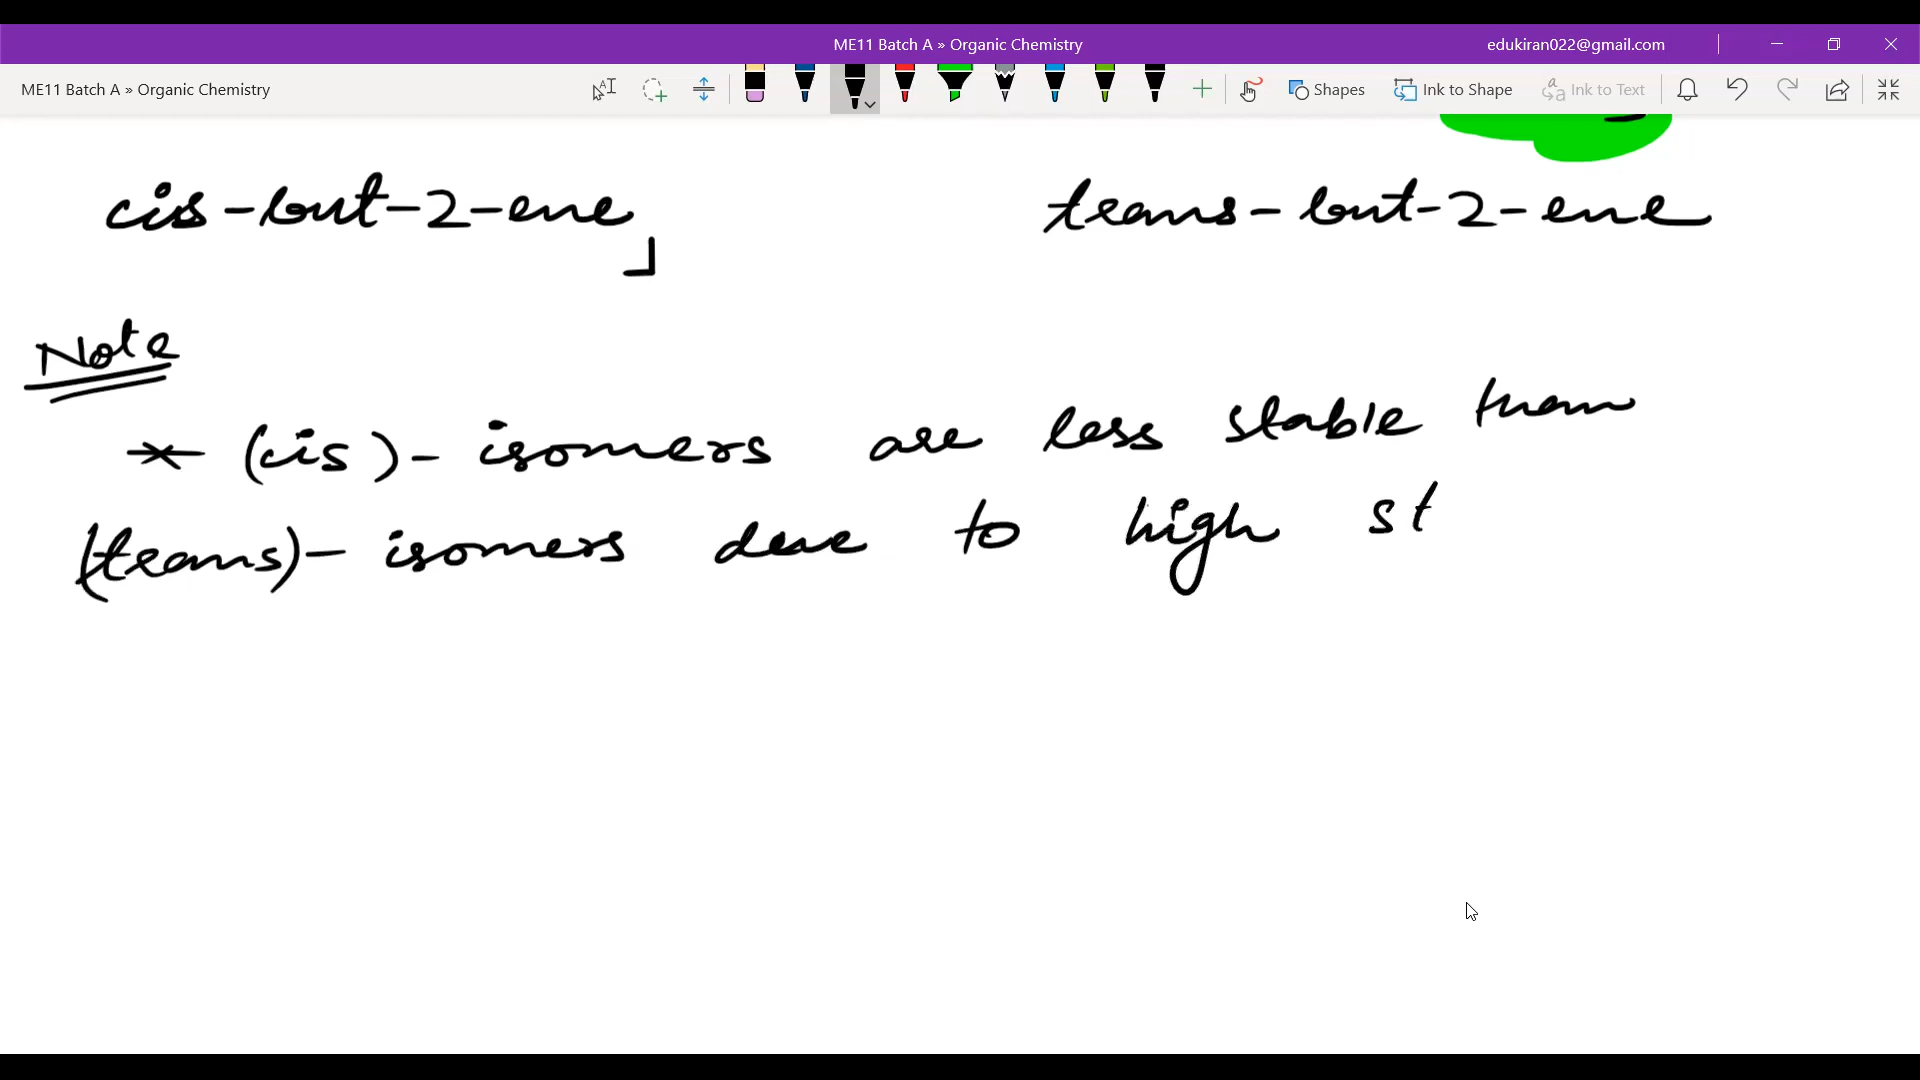 ME11 Batch A » Organic Chemistry
edukiran022@gmail.com
ME11 Batch A » Organic Chemistry
Shapes
Ink to Shape
Ink to Text
cis-but-2-ene
trans-but-2-ene
Note
* (cis)- isomers are less stable than
(trans)- isomers due to high st